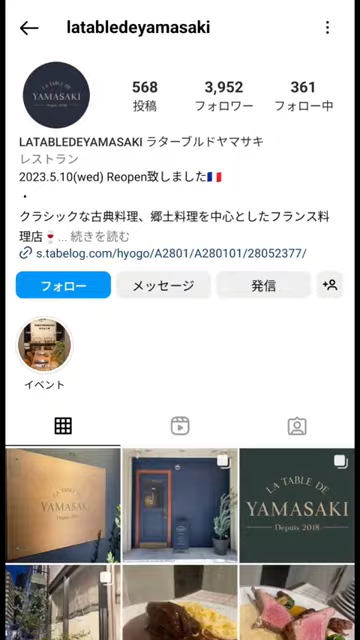 latabledeyamasaki
LA TABLE DE
YAMASAKI
568
3,952
361
投稿
フォロワー
フォロー中
LATABLEDEYAMASAKI ラターブルドヤマサキ
レストラン
2023.5.10(wed) Reopen致しました🇫🇷
・
クラシックな古典料理、郷土料理を中心としたフランス料
理店🍷... 続きを読む
s.tabelog.com/hyogo/A2801/A280101/28052377/
フォロー
メッセージ
発信
イベント
LA TABLE DE
YAMASAKI
LA TABLE DE
YAMASAKI
Depuis 2018